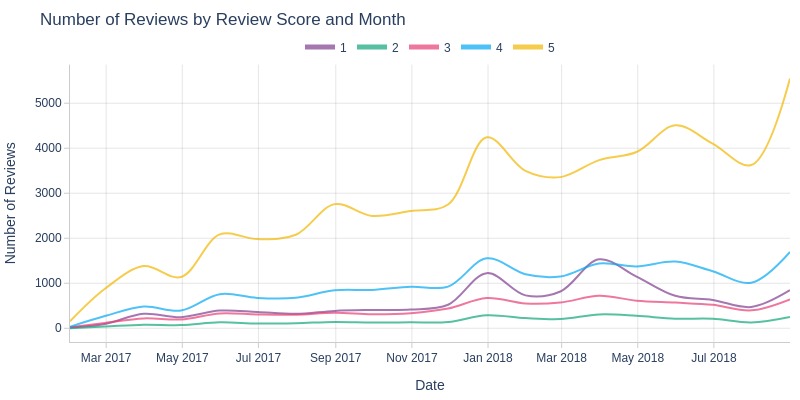 Number of Reviews by Review Score and Month
1 2 3 4 5
Number of Reviews
5000
4000
3000
2000
1000
0
Mar 2017 May 2017 Jul 2017 Sep 2017 Nov 2017 Jan 2018 Mar 2018 May 2018 Jul 2018
Date